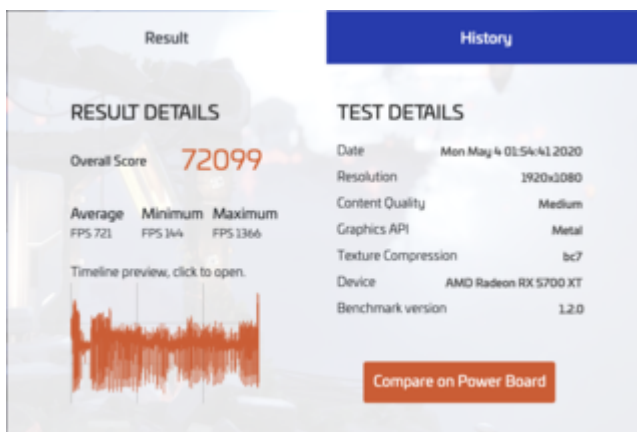 Result
History
RESULT DETAILS
Overall Score 72099
Average Minimum Maximum
FPS 721 FPS 144 FPS 1366
Timeline preview, click to open.
TEST DETAILS
Date Mon May 4 01:54:41 2020
Resolution 1920x1080
Content Quality Medium
Graphics API Metal
Texture Compression bc7
Device AMD Radeon RX 5700 XT
Benchmark version 1.2.0
Compare on Power Board